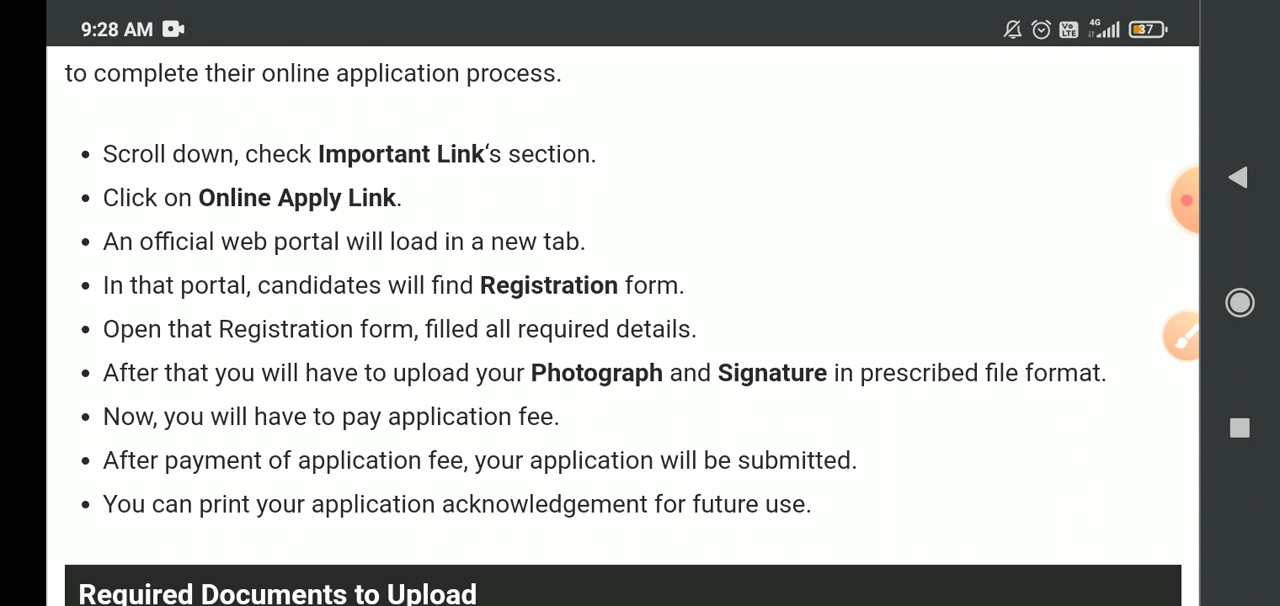 9:28 AM
Vo LTE
4G
37
to complete their online application process.
• Scroll down, check Important Link‘s section.
• Click on Online Apply Link.
• An official web portal will load in a new tab.
• In that portal, candidates will find Registration form.
• Open that Registration form, filled all required details.
• After that you will have to upload your Photograph and Signature in prescribed file format.
• Now, you will have to pay application fee.
• After payment of application fee, your application will be submitted.
• You can print your application acknowledgement for future use.
Required Documents to Upload